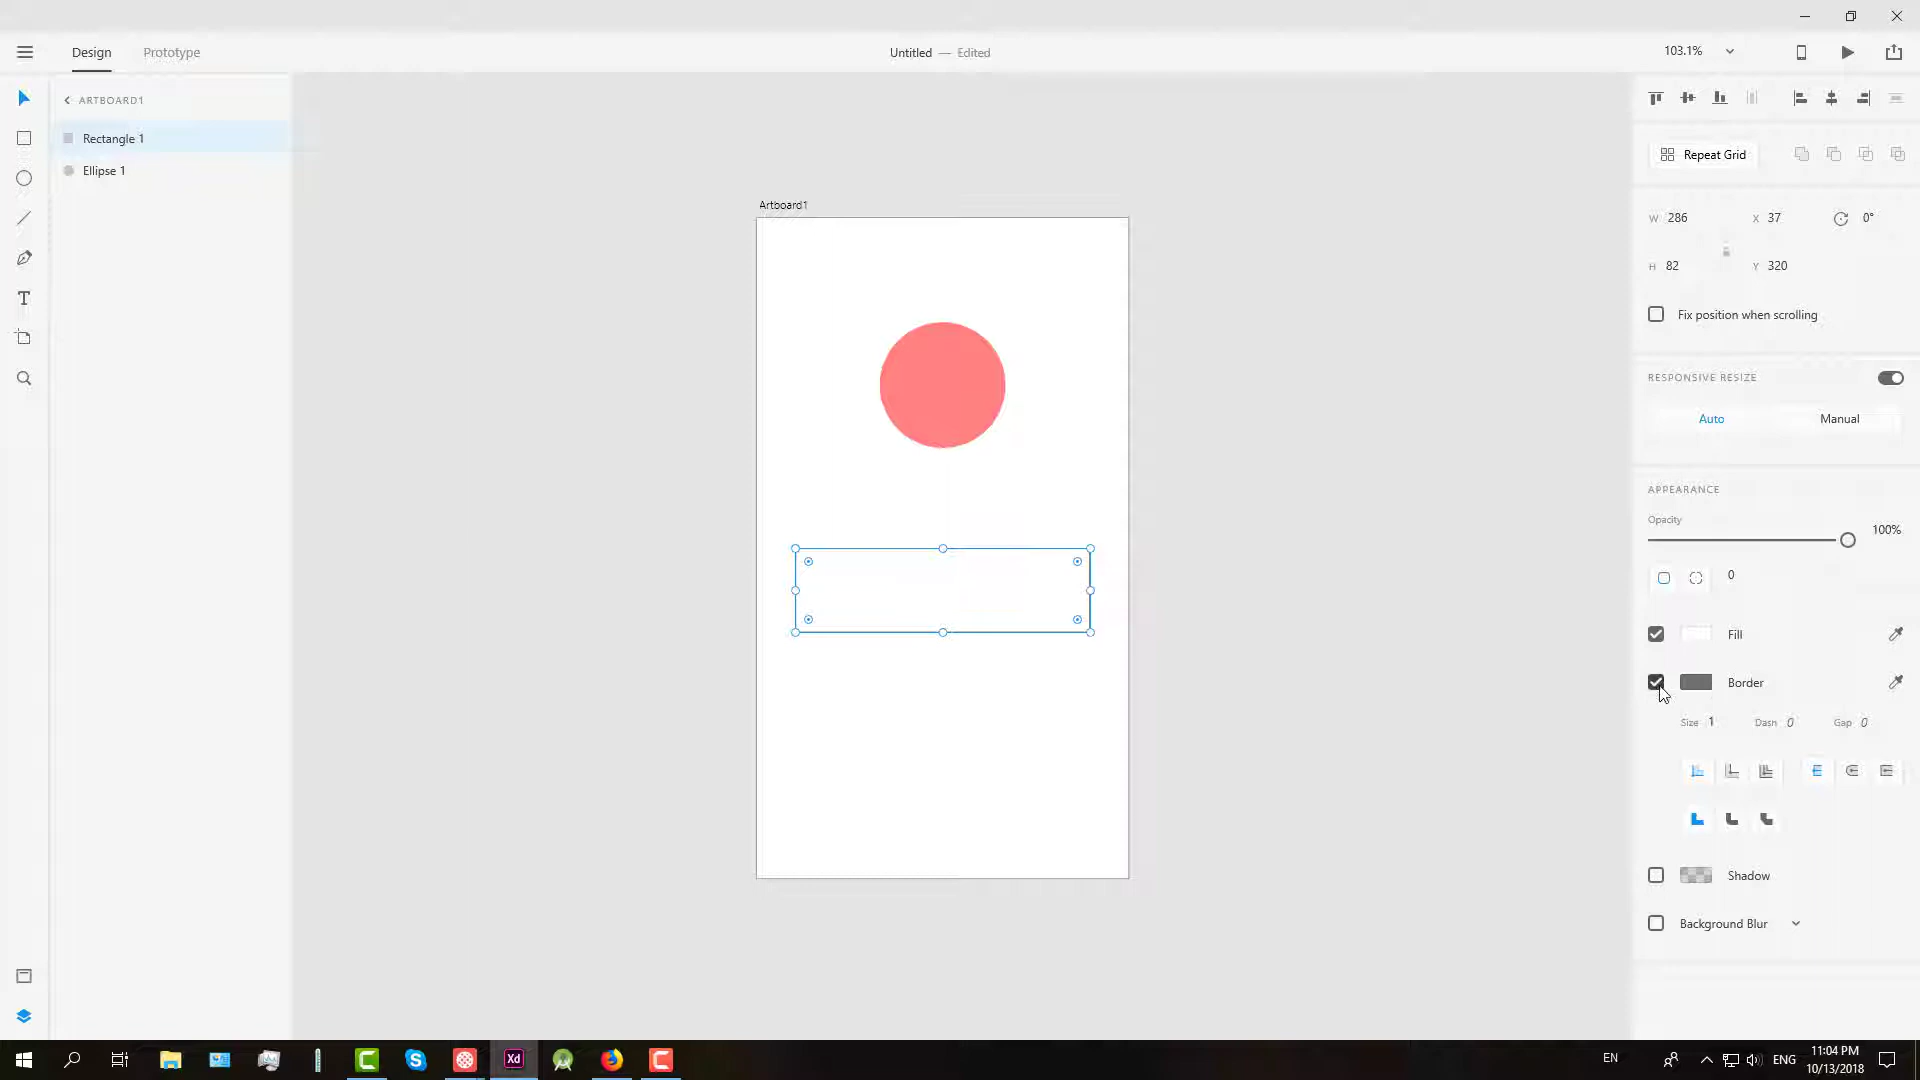 Design Prototype Untitled — Edited 103.1%
ARTBOARD1
Rectangle 1
Ellipse 1
Artboard1
Repeat Grid
W 286 X 37 0°
H 82 Y 320
Fix position when scrolling
RESPONSIVE RESIZE
Auto Manual
APPEARANCE
Opacity
100%
0
Fill
Border
Size 1 Dash 0 Gap 0
Shadow
Background Blur
Xd EN ENG
11:04 PM
10/13/2018